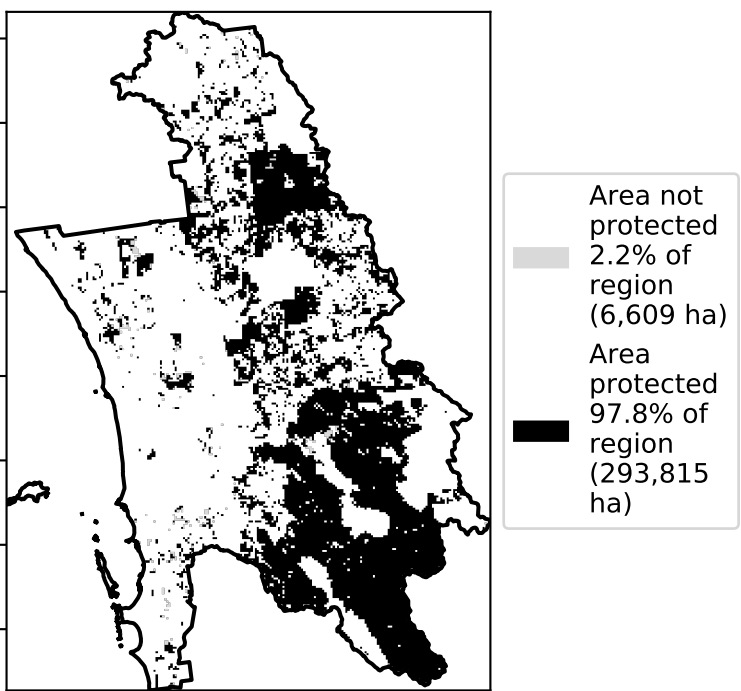 Area not
protected
2.2% of
region
(6,609 ha)
Area
protected
97.8% of
region
(293,815
ha)